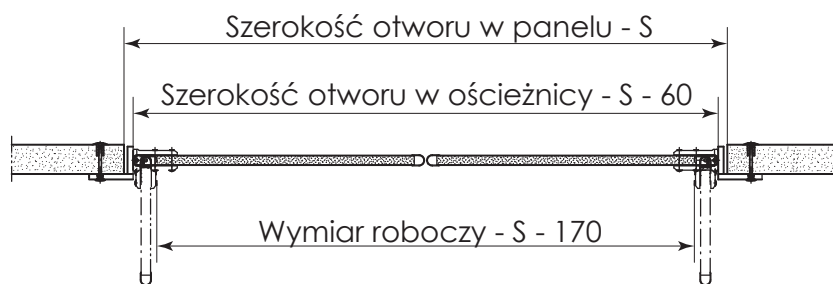 Szerokość otworu w panelu - S
Szerokość otworu w ościeżnicy - S - 60
Wymiar roboczy - S - 170